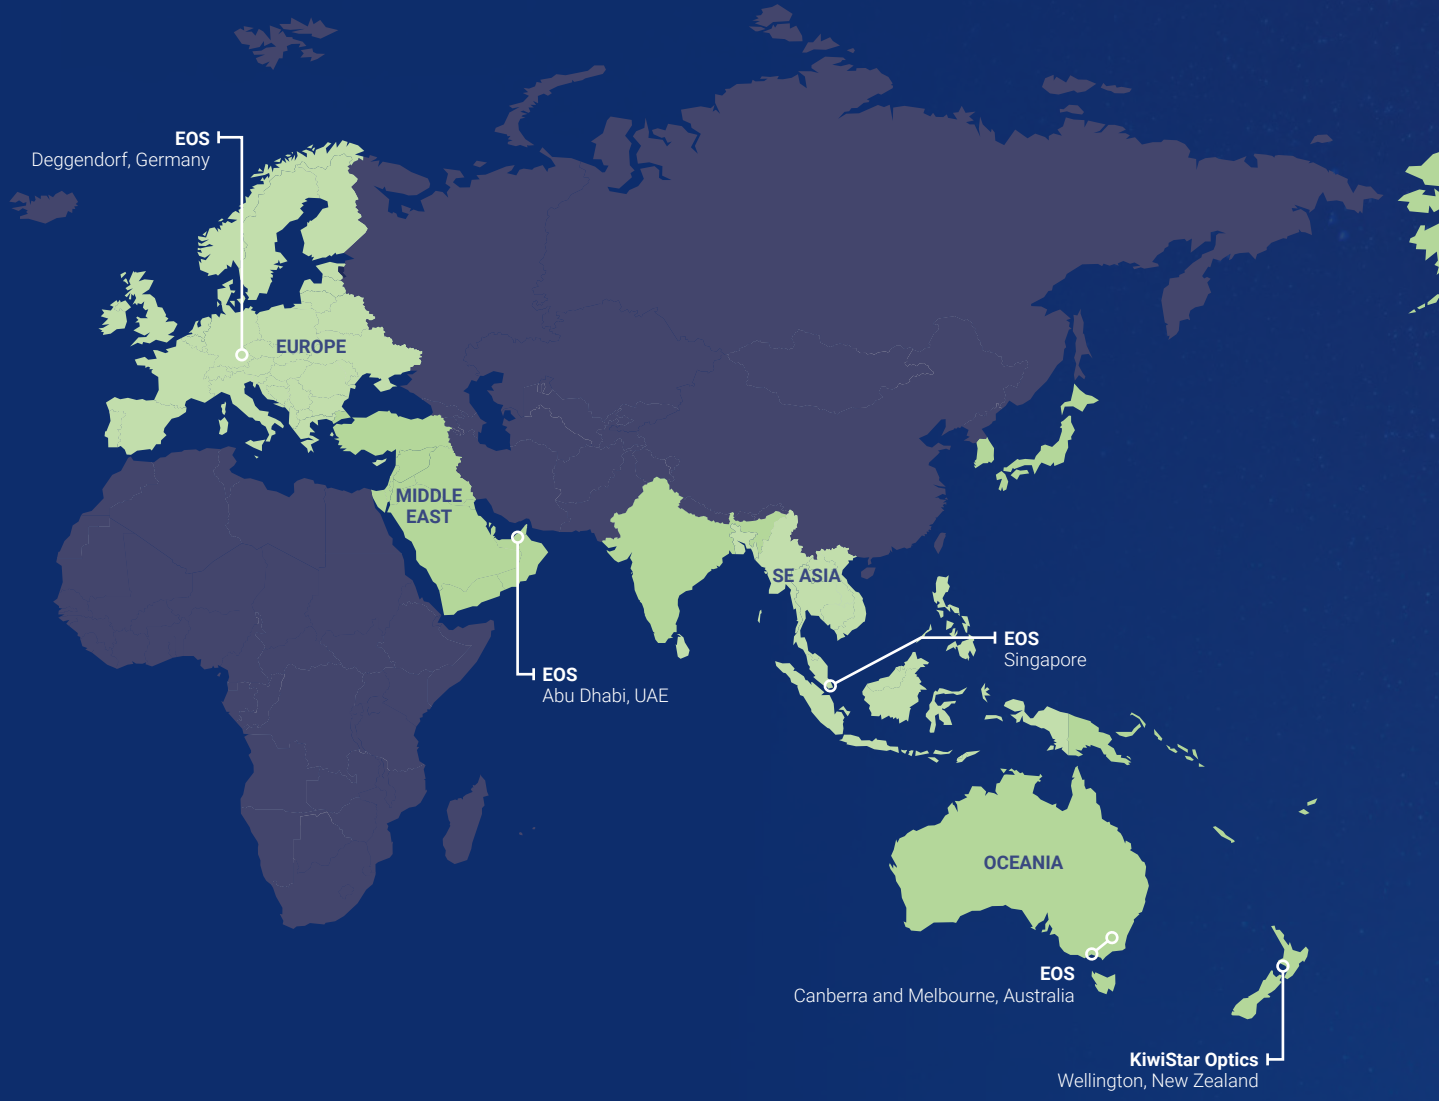 EOS
Deggendorf, Germany
EUROPE
MIDDLE
EAST
SE ASIA
EOS
Singapore
EOS
Abu Dhabi, UAE
OCEANIA
EOS
Canberra and Melbourne, Australia
KiwiStar Optics
Wellington, New Zealand